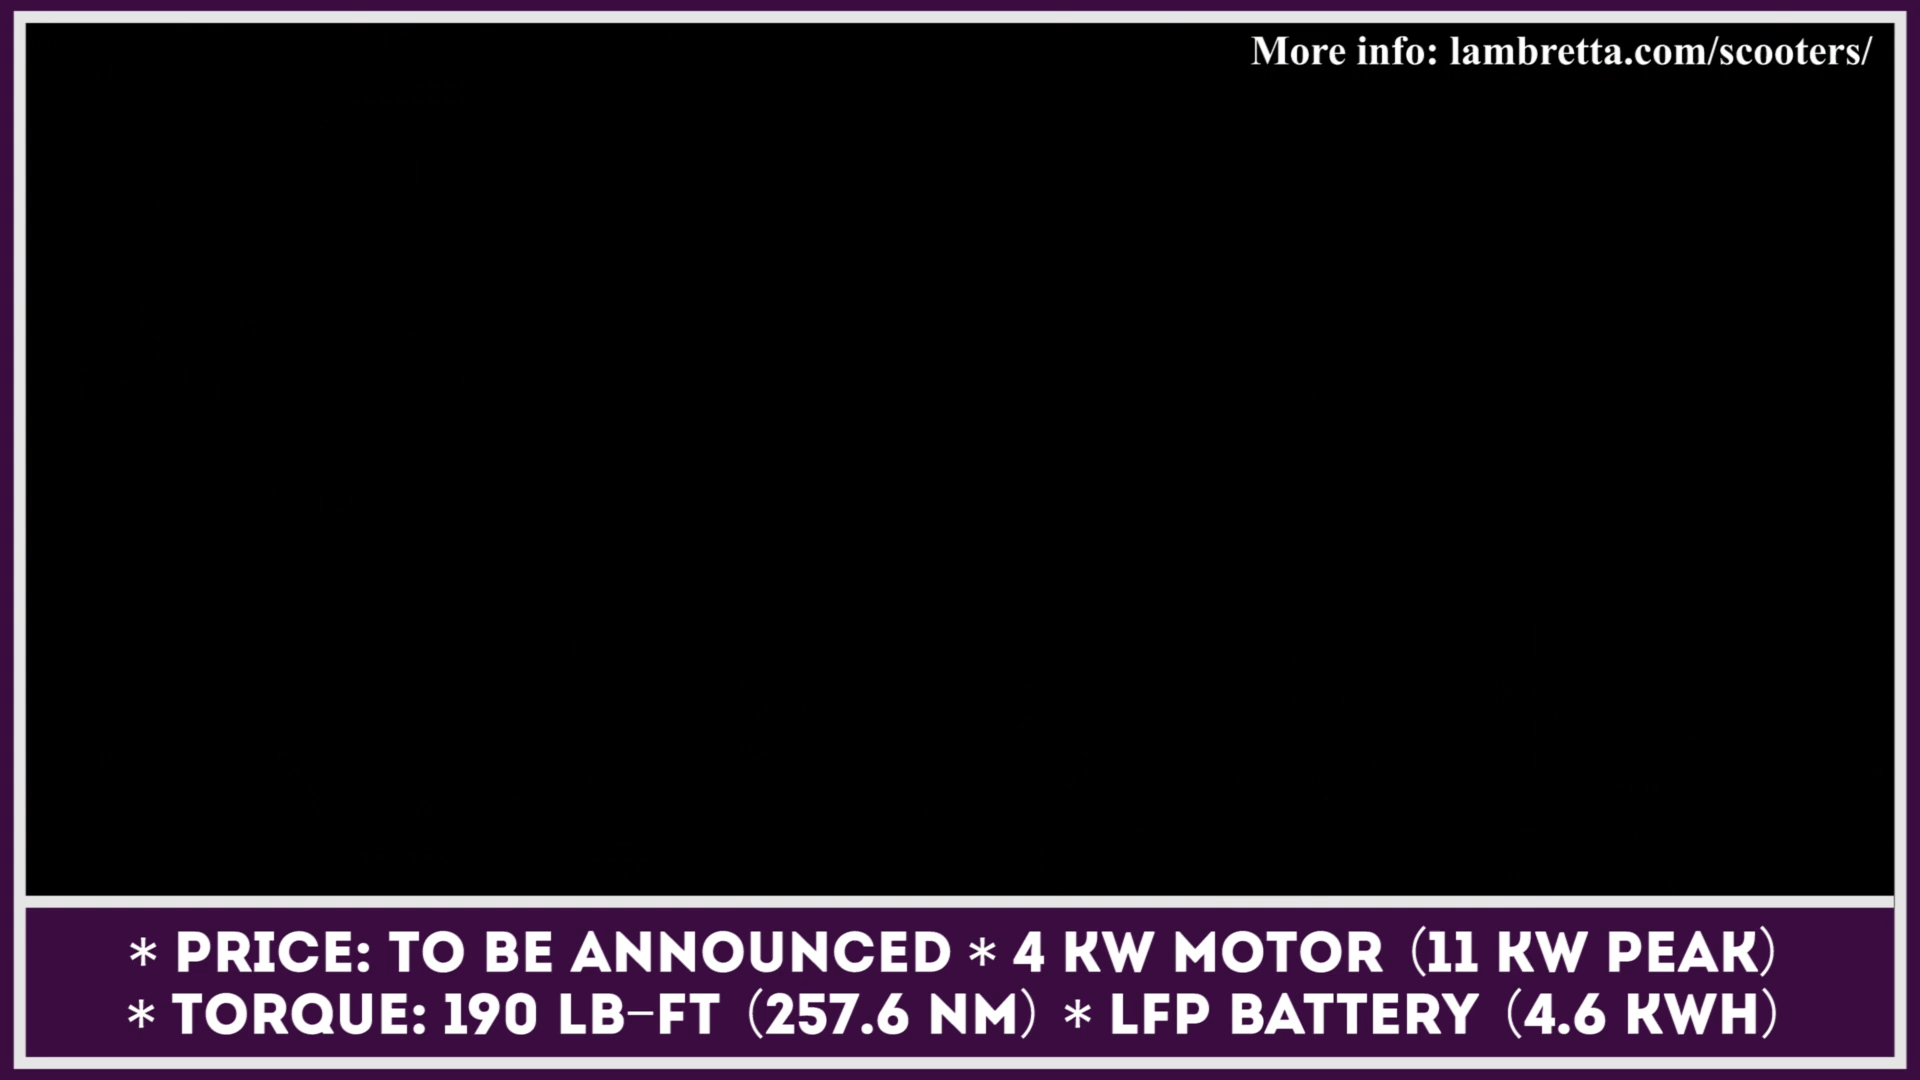 More info: lambretta.com/scooters/
* PRICE: TO BE ANNOUNCED * 4 KW MOTOR (11 KW PEAK)
* TORQUE: 190 LB-FT (257.6 NM) * LFP BATTERY (4.6 KWH)